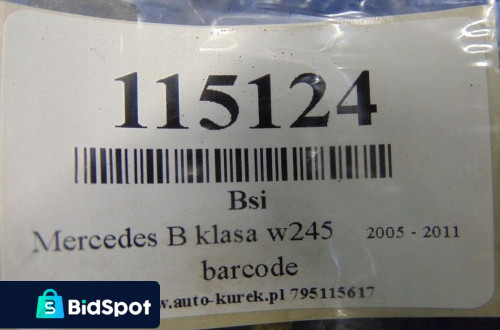 115124
Bsi
Mercedes B klasa w245 2005 - 2011
barcode
w.auto-kurek.pl 795115617
S
BidSpot